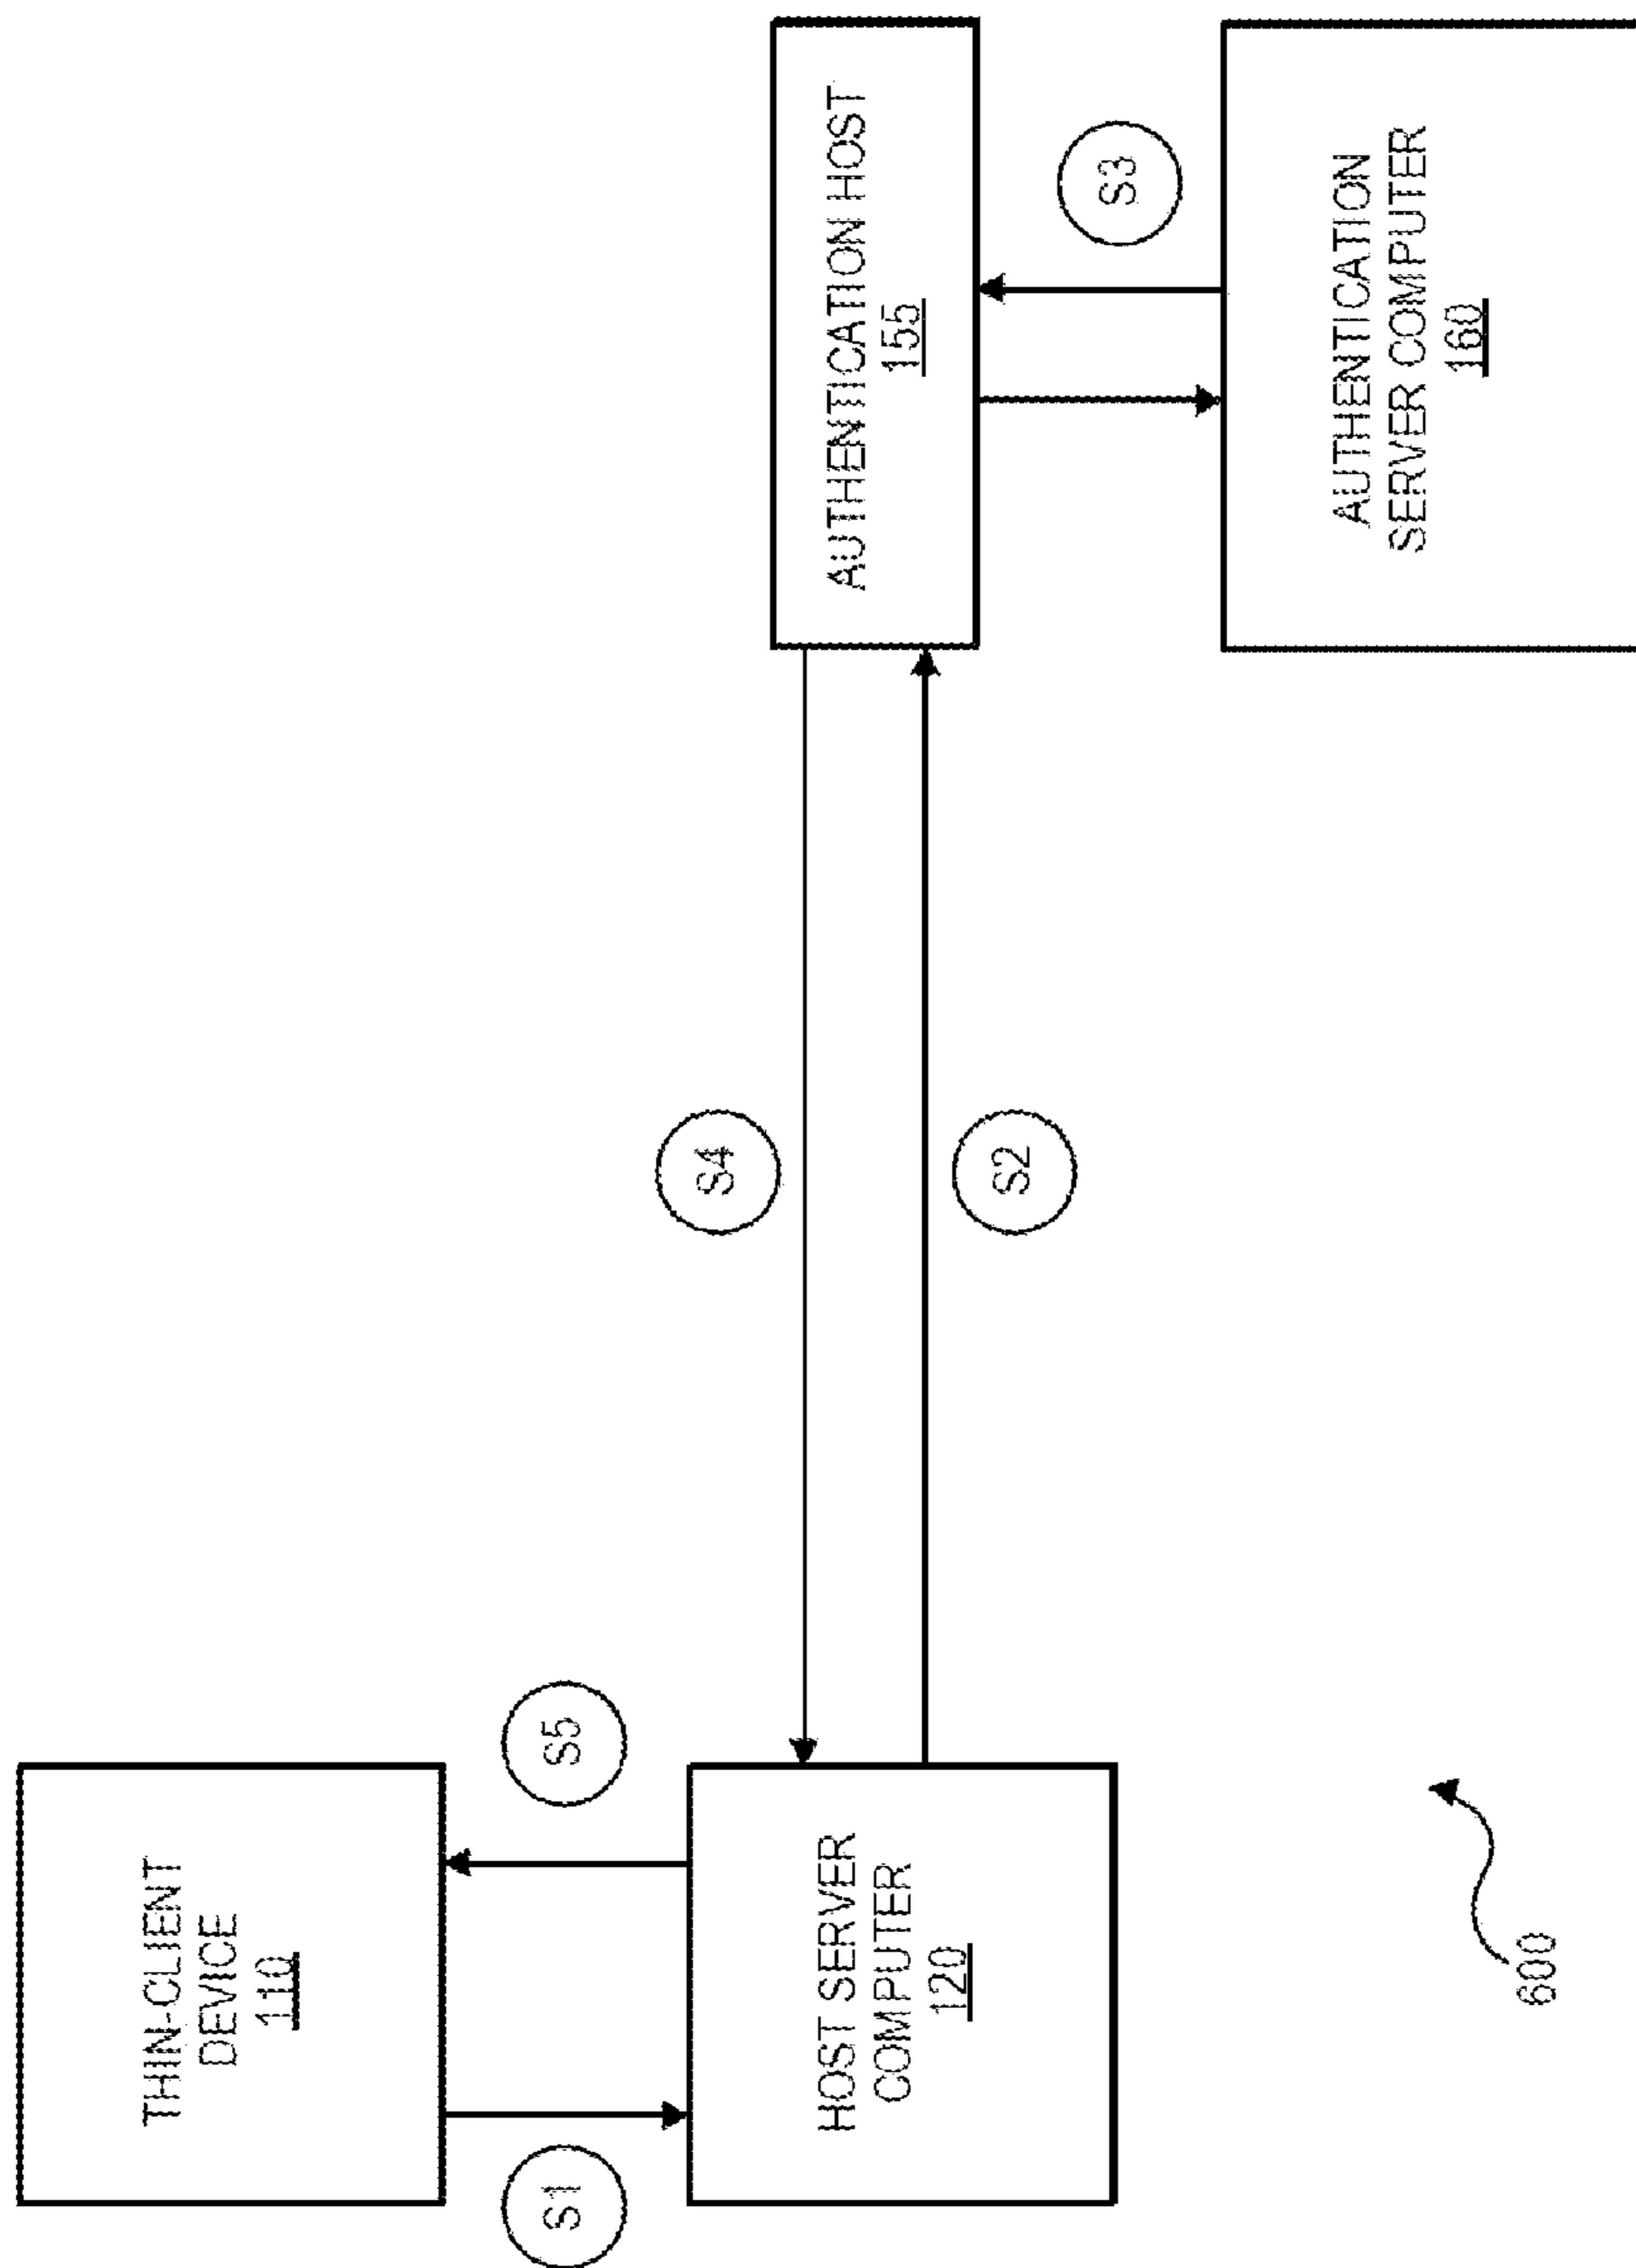 THIN-CLIENT
DEVICE
110
S1
S5
HOST SERVER
COMPUTER
120
S4
S2
AUTHENTICATION HOST
155
S3
AUTHENTICATION
SERVER COMPUTER
160
600